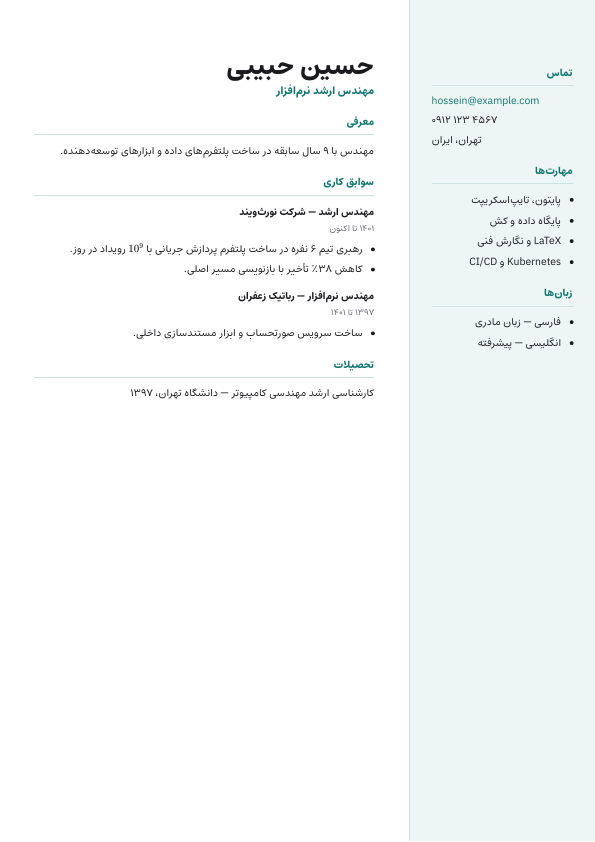 حسین حبیبی
مهندس ارشد نرم‌افزار
معرفی
مهندس با ۹ سال سابقه در ساخت پلتفرم‌های داده و ابزارهای توسعه‌دهنده.
سوابق کاری
مهندس ارشد — شرکت نورث‌ویند
۱۴۰۱ تا اکنون
• رهبری تیم ۶ نفره در ساخت پلتفرم پردازش جریانی با 10⁹ رویداد در روز.
• کاهش ۳۸٪ تأخیر با بازنویسی مسیر اصلی.
مهندس نرم‌افزار — رباتیک زعفران
۱۳۹۷ تا ۱۴۰۱
• ساخت سرویس صورتحساب و ابزار مستندسازی داخلی.
تحصیلات
کارشناسی ارشد مهندسی کامپیوتر — دانشگاه تهران، ۱۳۹۷
تماس
hossein@example.com
۰۹۱۲ ۱۲۳ ۴۵۶۷
تهران، ایران
مهارت‌ها
• پایتون، تایپ‌اسکریپت
• پایگاه داده و کش
• LaTeX و نگارش فنی
• Kubernetes و CI/CD
زبان‌ها
• فارسی — زبان مادری
• انگلیسی — پیشرفته